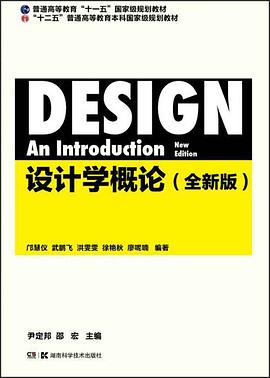 普通高等教育“十一五”国家级规划教材
“十二五”普通高等教育本科国家级规划教材
DESIGN
An Introduction
New
Edition
设计学概论（全新版）
邝慧仪 武鹏飞 洪雯雯 徐艳秋 廖呢喃 编著
尹定邦 邵 宏 主编
湖南科学技术出版社